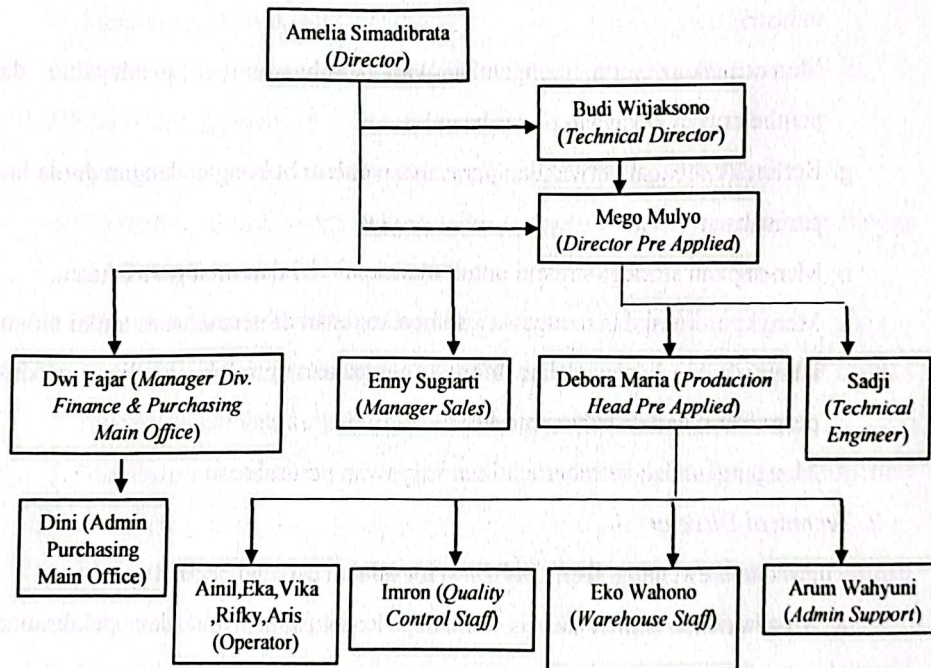 Amelia Simadibrata
(Director)
Budi Witjaksono
(Technical Director)
Mego Mulyo
(Director Pre Applied)
Dwi Fajar (Manager Div.
Finance & Purchasing
Main Office)
Enny Sugiarti
(Manager Sales)
Debora Maria (Production
Head Pre Applied)
Sadji
(Technical
Engineer)
Dini (Admin
Purchasing
Main Office)
Ainil,Eka,Vika
Rifky,Aris
(Operator)
Imron (Quality
Control Staff)
Eko Wahono
(Warehouse Staff)
Arum Wahyuni
(Admin Support)